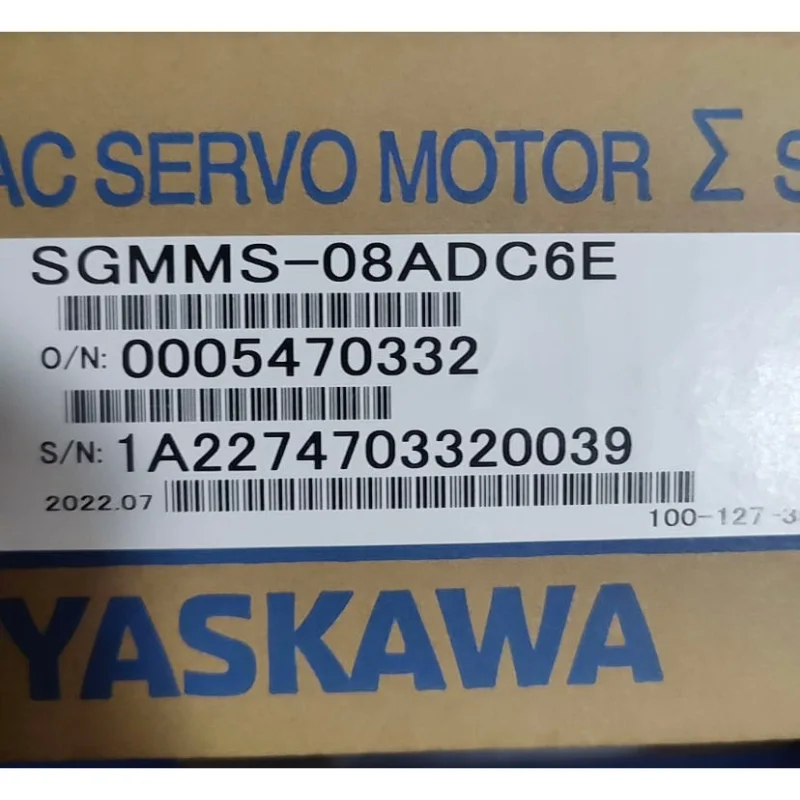 AC SERVO MOTOR Σ S
SGMMS-08ADC6E
O/N: 0005470332
S/N: 1A2274703320039
2022.07
100-127-3
YASKAWA